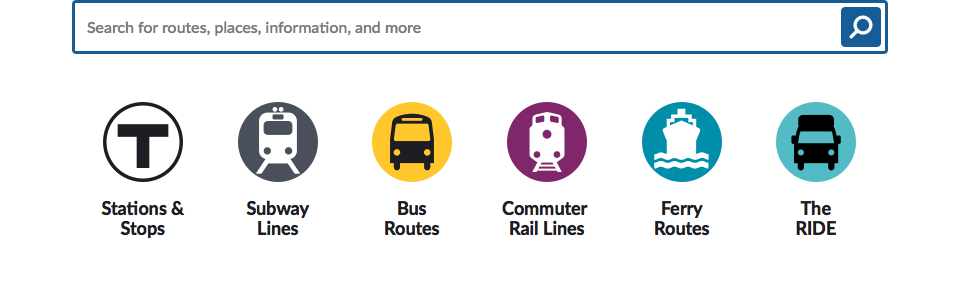 Search for routes, places, information, and more
T
Stations &
Stops
Subway
Lines
Bus
Routes
Commuter
Rail Lines
Ferry
Routes
The
RIDE